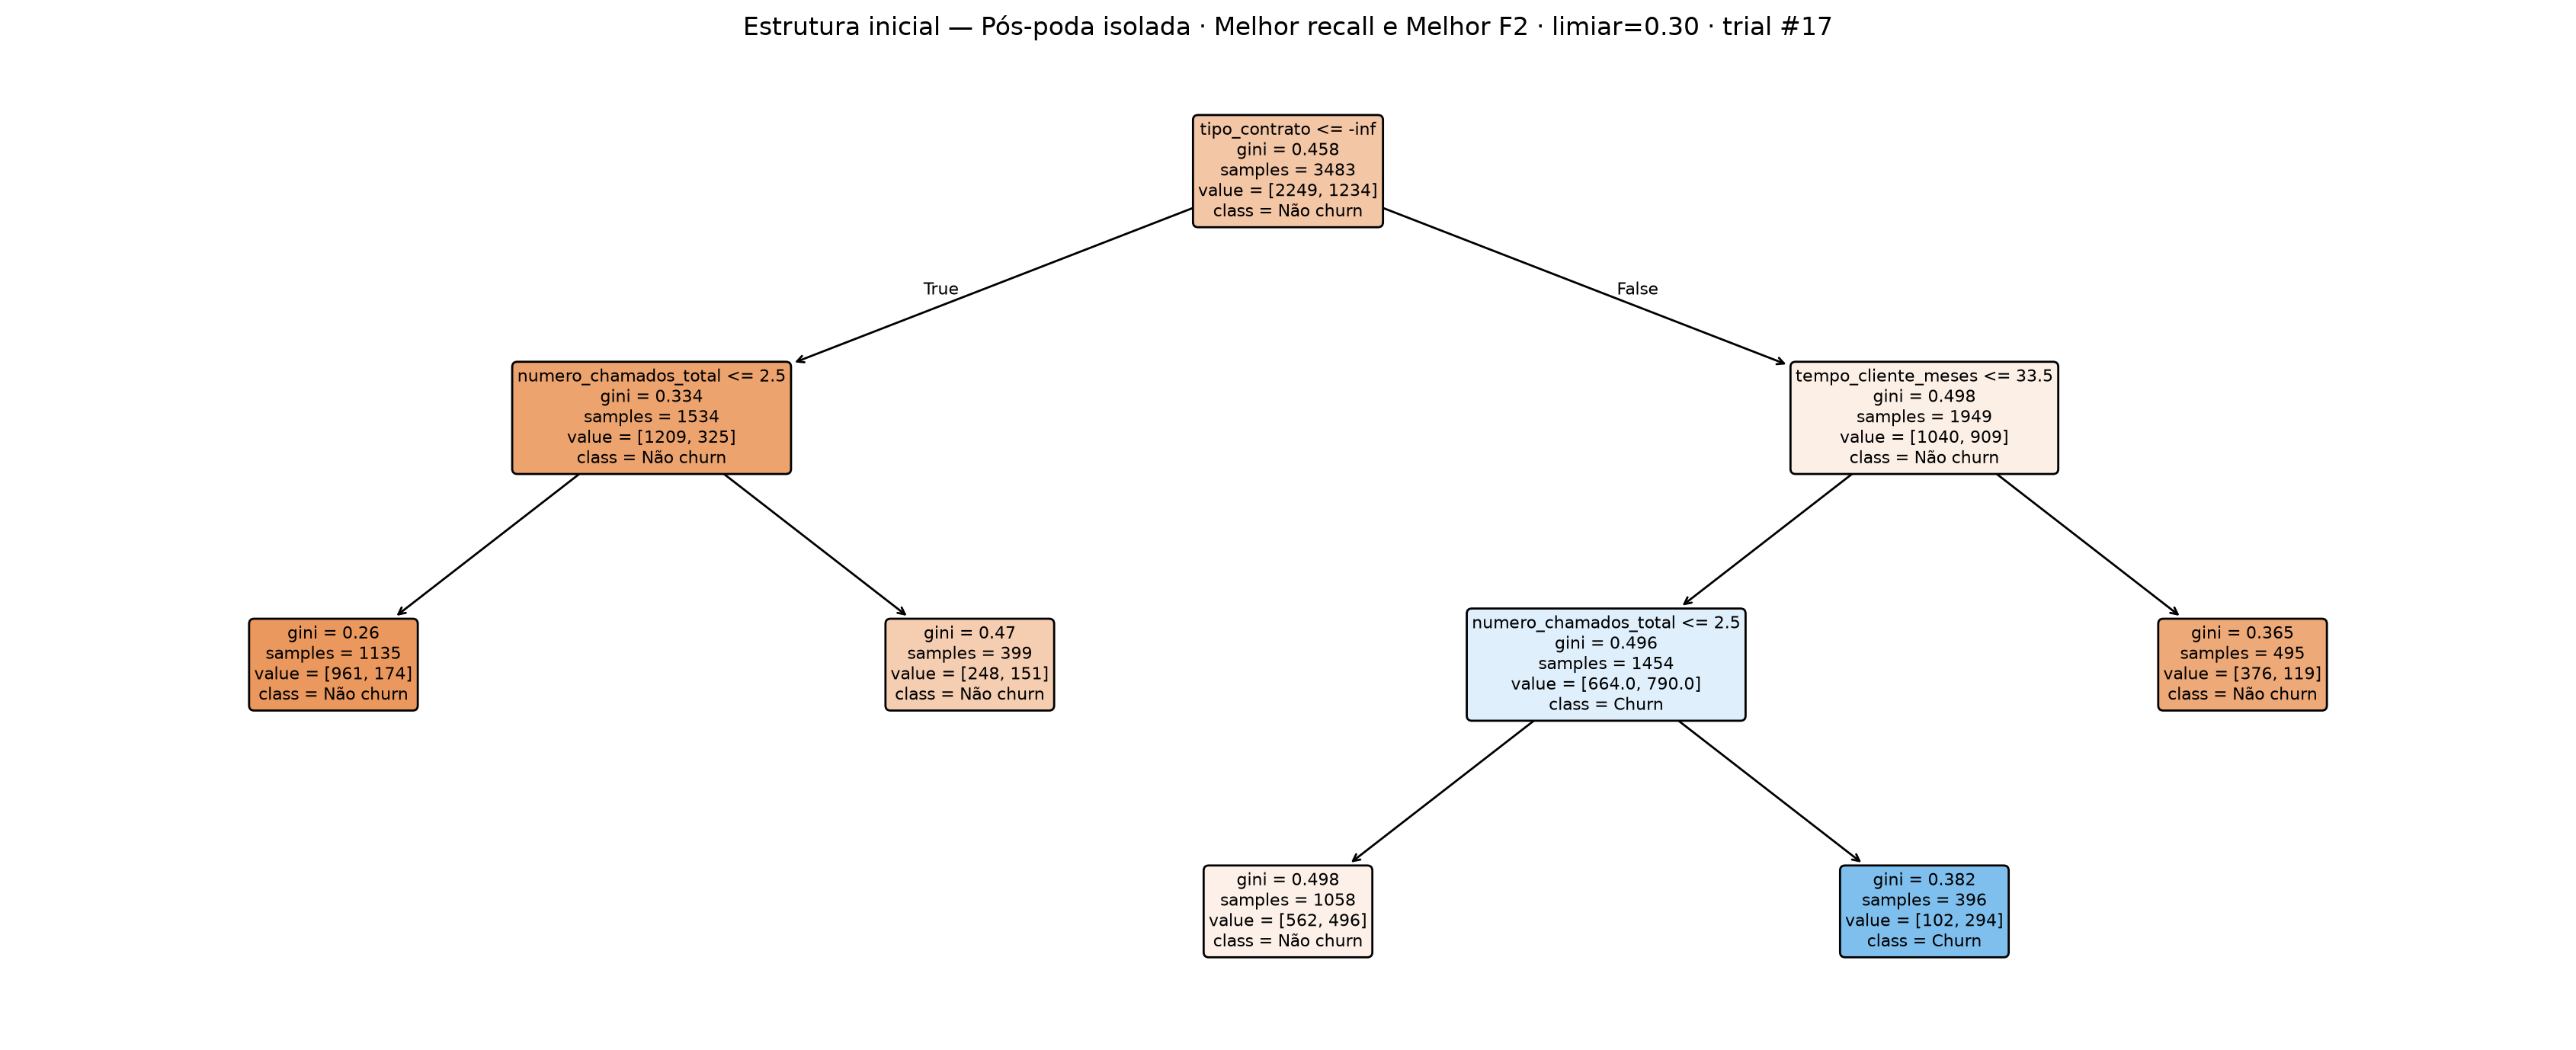 Estrutura inicial — Pós-poda isolada · Melhor recall e Melhor F2 · limiar=0.30 · trial #17
tipo_contrato <= -inf
gini = 0.458
samples = 3483
value = [2249, 1234]
class = Não churn
True
False
numero_chamados_total <= 2.5
gini = 0.334
samples = 1534
value = [1209, 325]
class = Não churn
tempo_cliente_meses <= 33.5
gini = 0.498
samples = 1949
value = [1040, 909]
class = Não churn
gini = 0.26
samples = 1135
value = [961, 174]
class = Não churn
gini = 0.47
samples = 399
value = [248, 151]
class = Não churn
numero_chamados_total <= 2.5
gini = 0.496
samples = 1454
value = [664.0, 790.0]
class = Churn
gini = 0.365
samples = 495
value = [376, 119]
class = Não churn
gini = 0.498
samples = 1058
value = [562, 496]
class = Não churn
gini = 0.382
samples = 396
value = [102, 294]
class = Churn